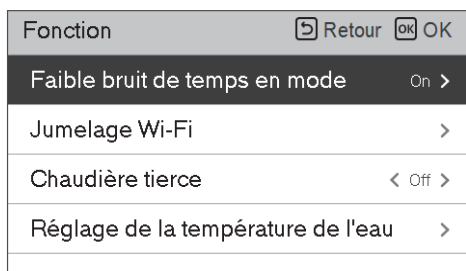 Fonction Retour OK OK
Faible bruit de temps en mode On >
Jumelage Wi-Fi >
Chaudière tierce < Off >
Réglage de la température de l'eau >